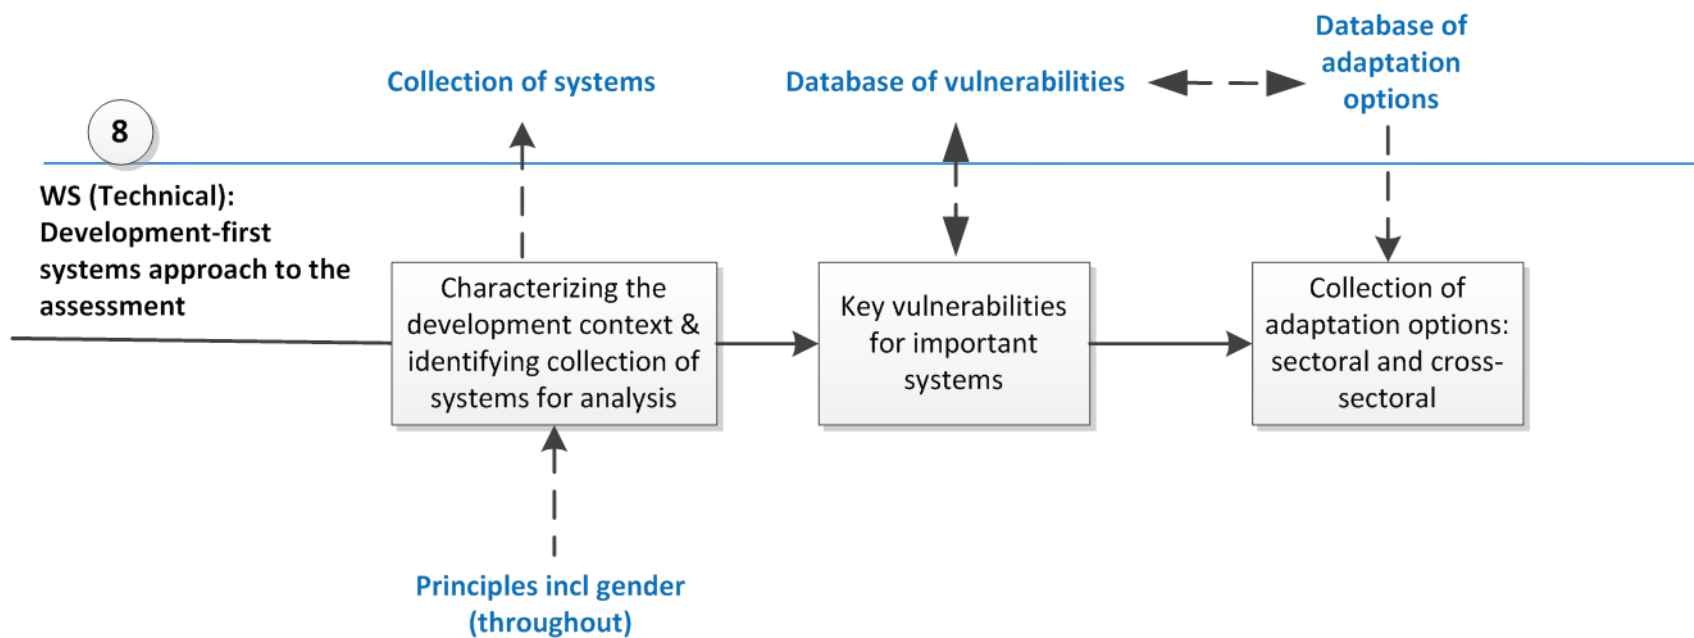 Database of
adaptation
options
Collection of systems
Database of vulnerabilities
8
WS (Technical):
Development-first
systems approach to the
assessment
Characterizing the
development context &
identifying collection of
systems for analysis
Key vulnerabilities
for important
systems
Collection of
adaptation options:
sectoral and cross-
sectoral
Principles incl gender
(throughout)